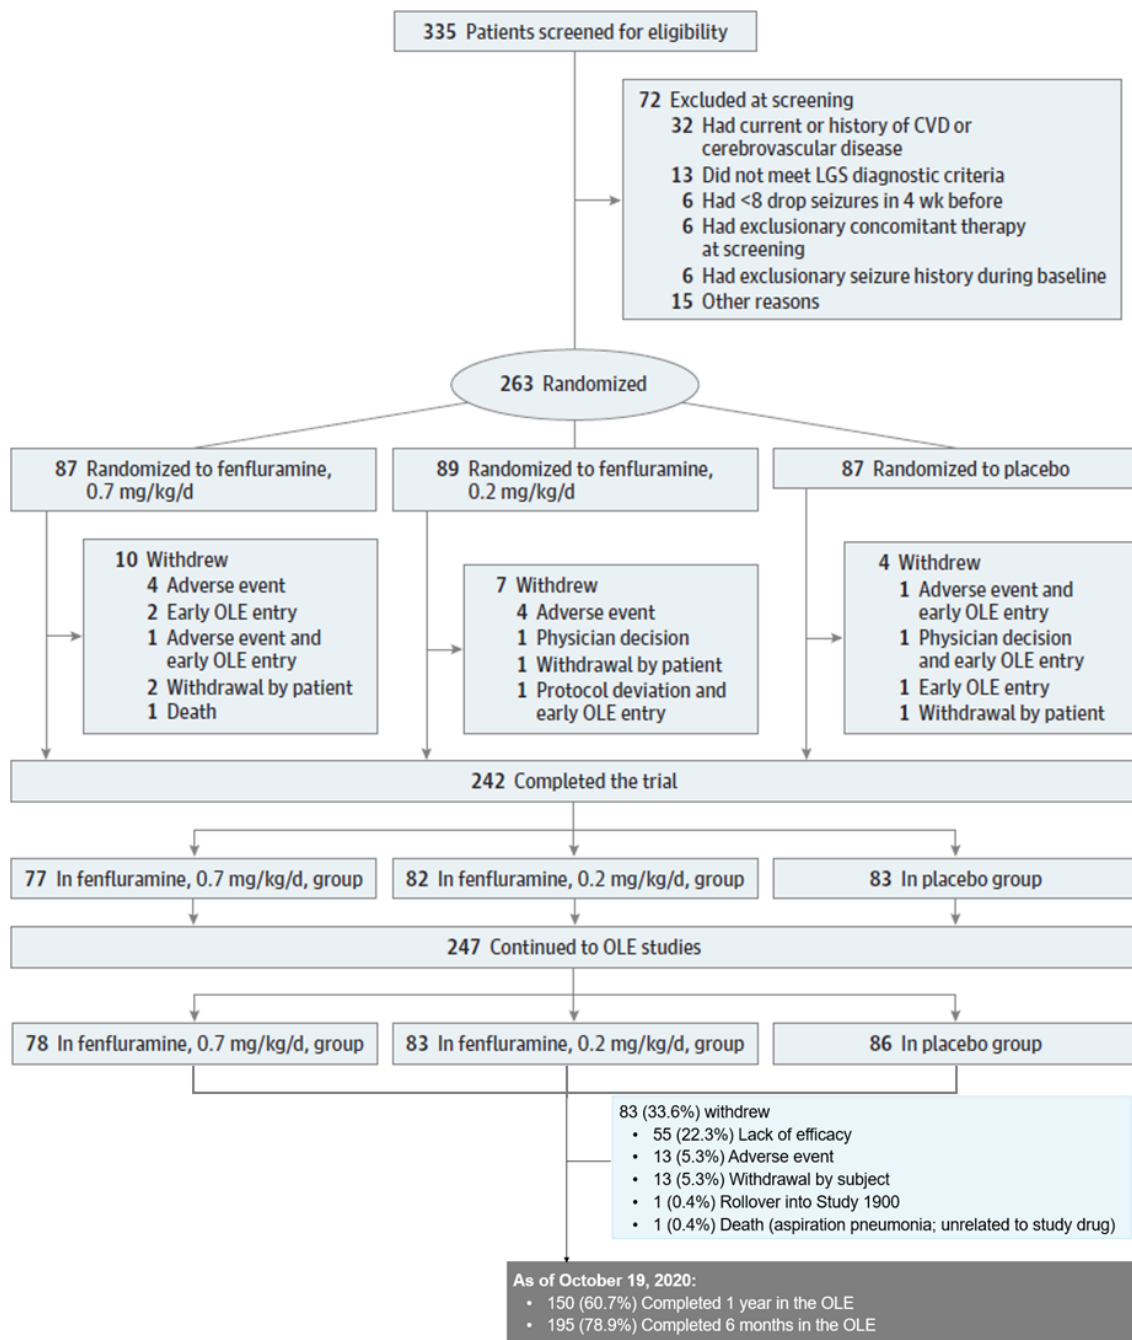 335 Patients screened for eligibility
72 Excluded at screening
32 Had current or history of CVD or
cerebrovascular disease
13 Did not meet LGS diagnostic criteria
6 Had <8 drop seizures in 4 wk before
6 Had exclusionary concomitant therapy
at screening
6 Had exclusionary seizure history during baseline
15 Other reasons
263 Randomized
87 Randomized to fenfluramine,
0.7 mg/kg/d
89 Randomized to fenfluramine,
0.2 mg/kg/d
87 Randomized to placebo
10 Withdrew
4 Adverse event
2 Early OLE entry
1 Adverse event and
early OLE entry
2 Withdrawal by patient
1 Death
7 Withdrew
4 Adverse event
1 Physician decision
1 Withdrawal by patient
1 Protocol deviation and
early OLE entry
4 Withdrew
1 Adverse event and
early OLE entry
1 Physician decision
and early OLE entry
1 Early OLE entry
1 Withdrawal by patient
242 Completed the trial
77 In fenfluramine, 0.7 mg/kg/d, group
82 In fenfluramine, 0.2 mg/kg/d, group
83 In placebo group
247 Continued to OLE studies
78 In fenfluramine, 0.7 mg/kg/d, group
83 In fenfluramine, 0.2 mg/kg/d, group
86 In placebo group
83 (33.6%) withdrew
• 55 (22.3%) Lack of efficacy
• 13 (5.3%) Adverse event
• 13 (5.3%) Withdrawal by subject
• 1 (0.4%) Rollover into Study 1900
• 1 (0.4%) Death (aspiration pneumonia; unrelated to study drug)
As of October 19, 2020:
• 150 (60.7%) Completed 1 year in the OLE
• 195 (78.9%) Completed 6 months in the OLE